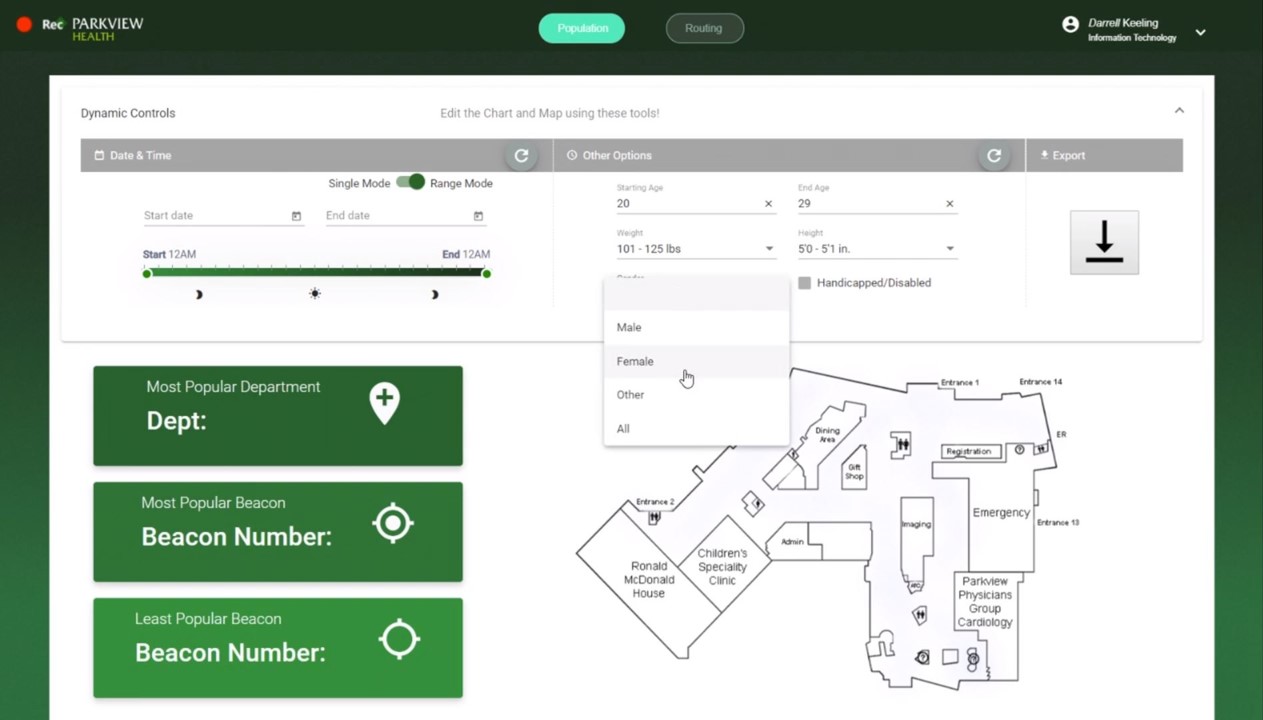 Rec PARKVIEW
HEALTH
Population
Routing
Darrell Keeling
Information Technology
Dynamic Controls
Edit the Chart and Map using these tools!
Date & Time
Other Options
Export
Single Mode
Range Mode
Start date
End date
Start 12AM
End 12AM
Starting Age
20
End Age
29
Weight
101 - 125 lbs
Height
5'0 - 5'1 in.
Gender
Handicapped/Disabled
Male
Female
Other
All
Most Popular Department
Dept:
Most Popular Beacon
Beacon Number:
Least Popular Beacon
Beacon Number:
Entrance 1
Entrance 14
ER
Dining
Area
Registration
Gift
Shop
Entrance 2
Imaging
Emergency
Entrance 13
Admin
Ronald
McDonald
House
Children's
Speciality
Clinic
Parkview
Physicians
Group
Cardiology